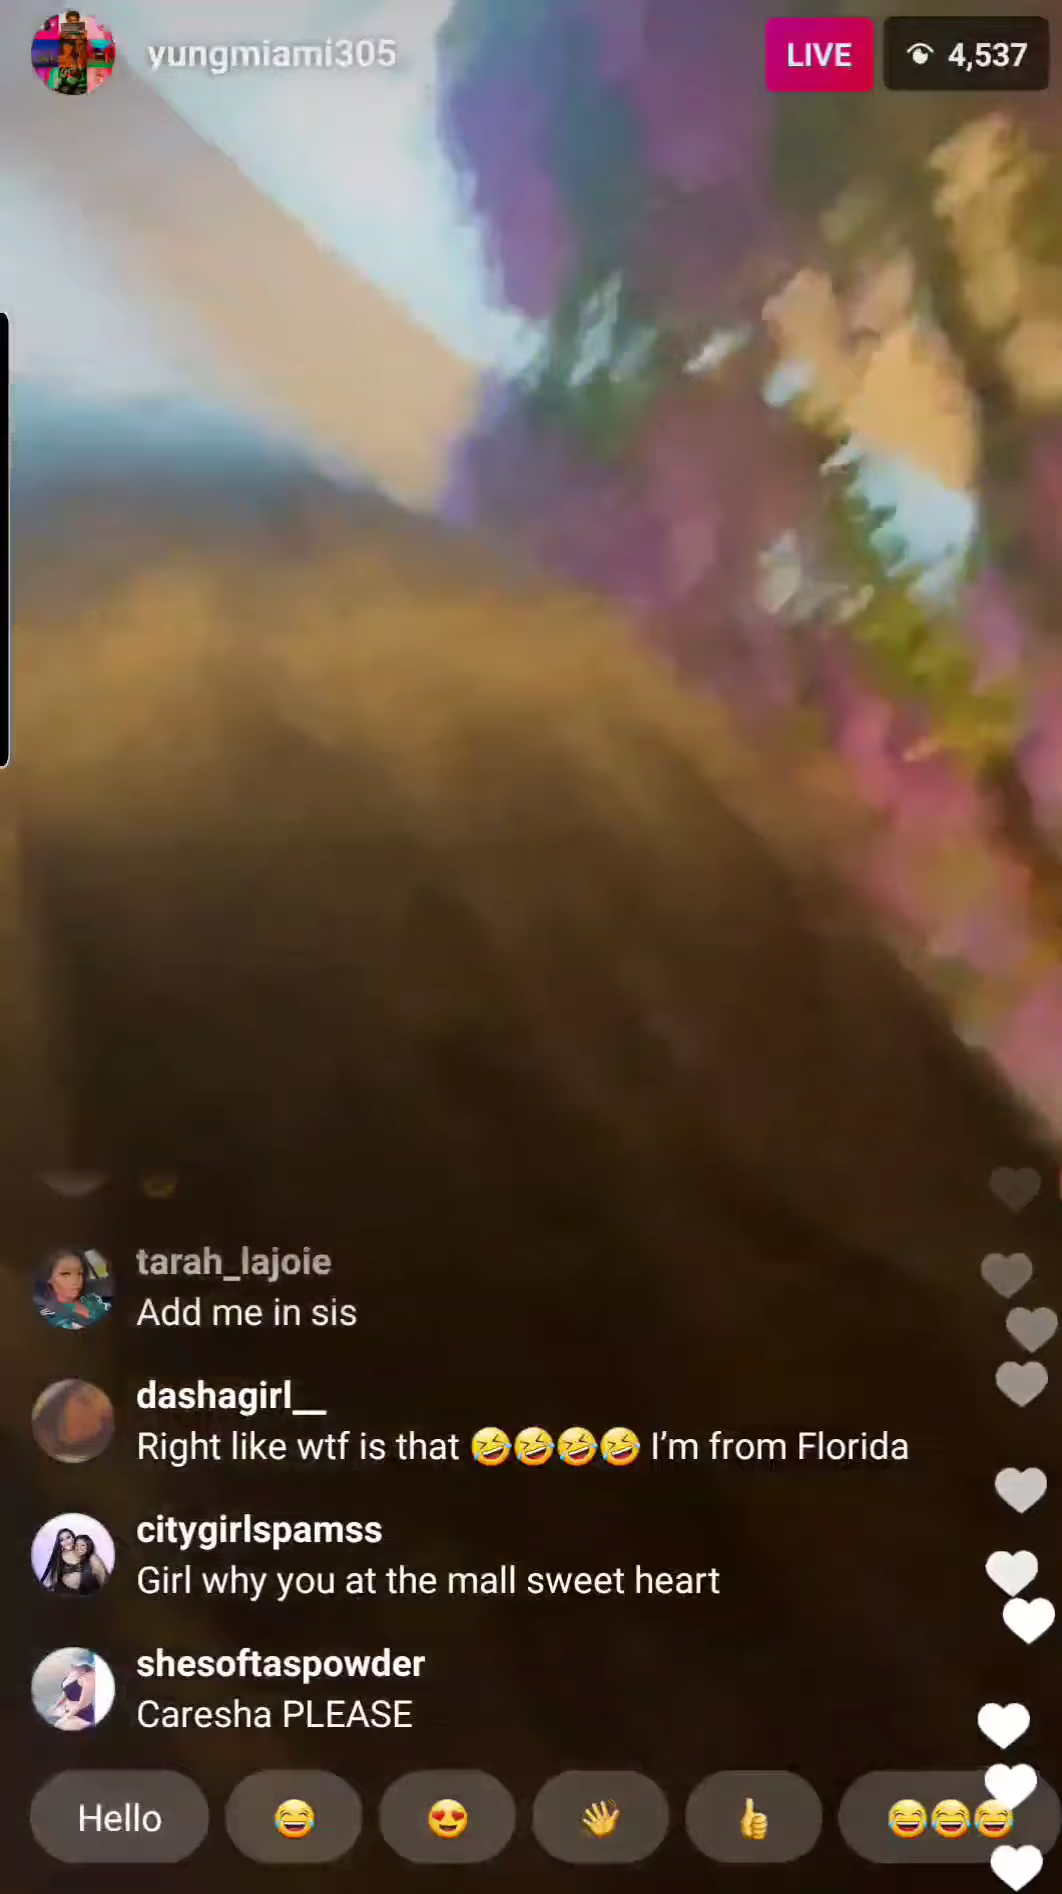 yungmiami305 LIVE 4,537
tarah_lajoie
Add me in sis
dashagirl__
Right like wtf is that 🤣🤣🤣🤣 I'm from Florida
citygirlspamss
Girl why you at the mall sweet heart
shesoftaspowder
Caresha PLEASE
Hello 😂 😍 👋 👍 😂😂😂